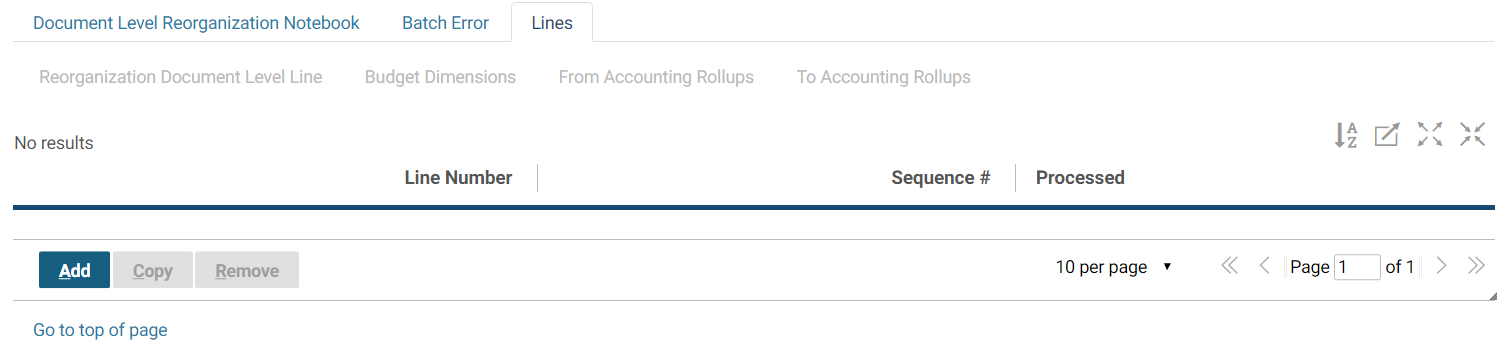 Document Level Reorganization Notebook Batch Error Lines
Reorganization Document Level Line Budget Dimensions From Accounting Rollups To Accounting Rollups
No results
A
Z
Line Number Sequence # Processed
Add Copy Remove 10 per page Page 1 of 1
Go to top of page